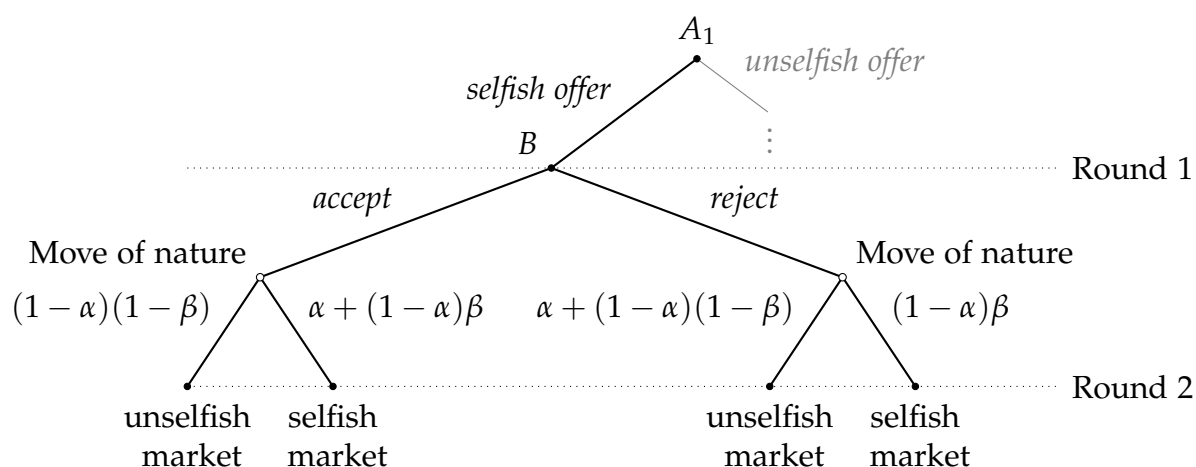 A₁
unselfish offer
selfish offer
⋮
B
Round 1
accept
reject
Move of nature
Move of nature
(1 − α)(1 − β)
α + (1 − α)β
α + (1 − α)(1 − β)
(1 − α)β
Round 2
unselfish
market
selfish
market
unselfish
market
selfish
market